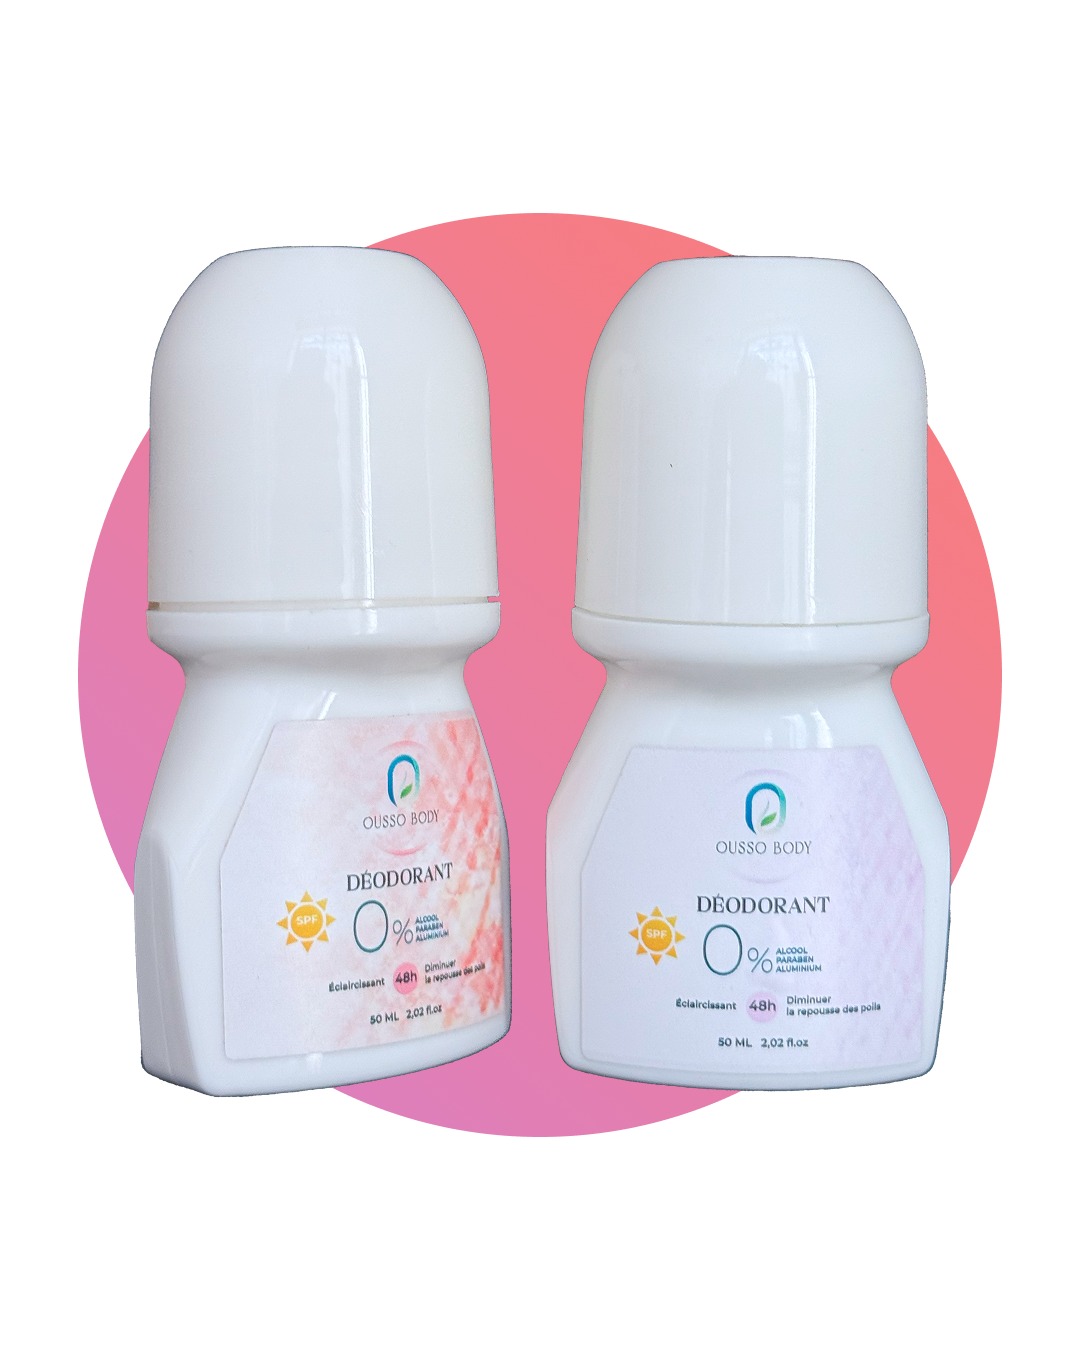 OUSSO BODY
DÉODORANT
SPF
0%
ALCOOL
PARABEN
ALUMINIUM
Éclaircissant
48h
Diminuer
la repousse des poils
50 ML 2,02 fl.oz
OUSSO BODY
DÉODORANT
SPF
0%
ALCOOL
PARABEN
ALUMINIUM
Éclaircissant
48h
Diminuer
la repousse des poils
50 ML 2,02 fl.oz